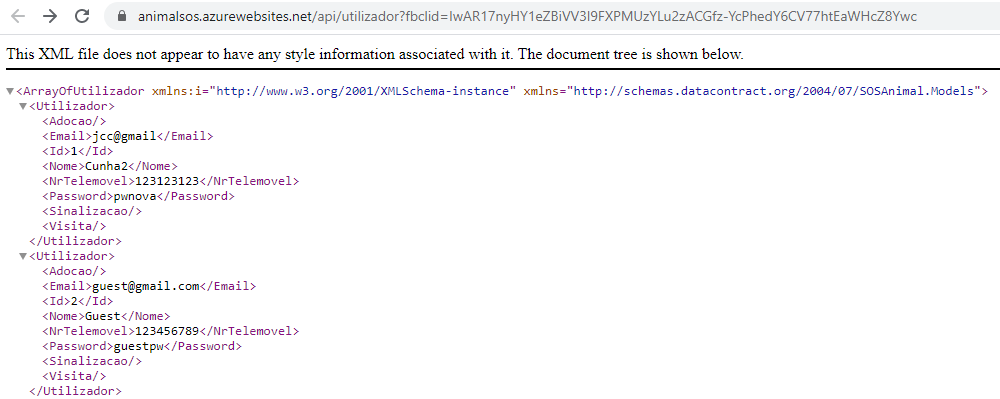 animalsos.azurewebsites.net/api/utilizador?fbclid=IwAR17nyHY1eZBiVV3I9FXPMUzYLu2zACGfz-YcPhedY6CV77htEaWHcZ8Ywc
This XML file does not appear to have any style information associated with it. The document tree is shown below.
▼<ArrayOfUtilizador xmlns:i="http://www.w3.org/2001/XMLSchema-instance" xmlns="http://schemas.datacontract.org/2004/07/SOSAnimal.Models">
▼<Utilizador>
<Adocao/>
<Email>jcc@gmail</Email>
<Id>1</Id>
<Nome>Cunha2</Nome>
<NrTelemovel>123123123</NrTelemovel>
<Password>pwnova</Password>
<Sinalizacao/>
<Visita/>
</Utilizador>
▼<Utilizador>
<Adocao/>
<Email>guest@gmail.com</Email>
<Id>2</Id>
<Nome>Guest</Nome>
<NrTelemovel>123456789</NrTelemovel>
<Password>guestpw</Password>
<Sinalizacao/>
<Visita/>
</Utilizador>